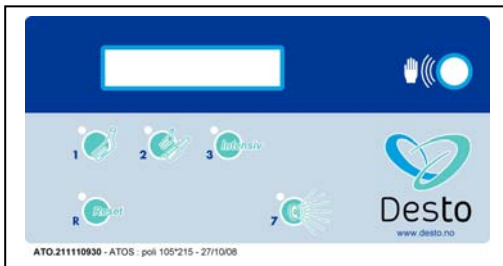 1 2 3 Intensiv
R Reset 7
Desto
www.desto.no
ATO.211110930 - ATOS : poli 105*215 - 27/10/08